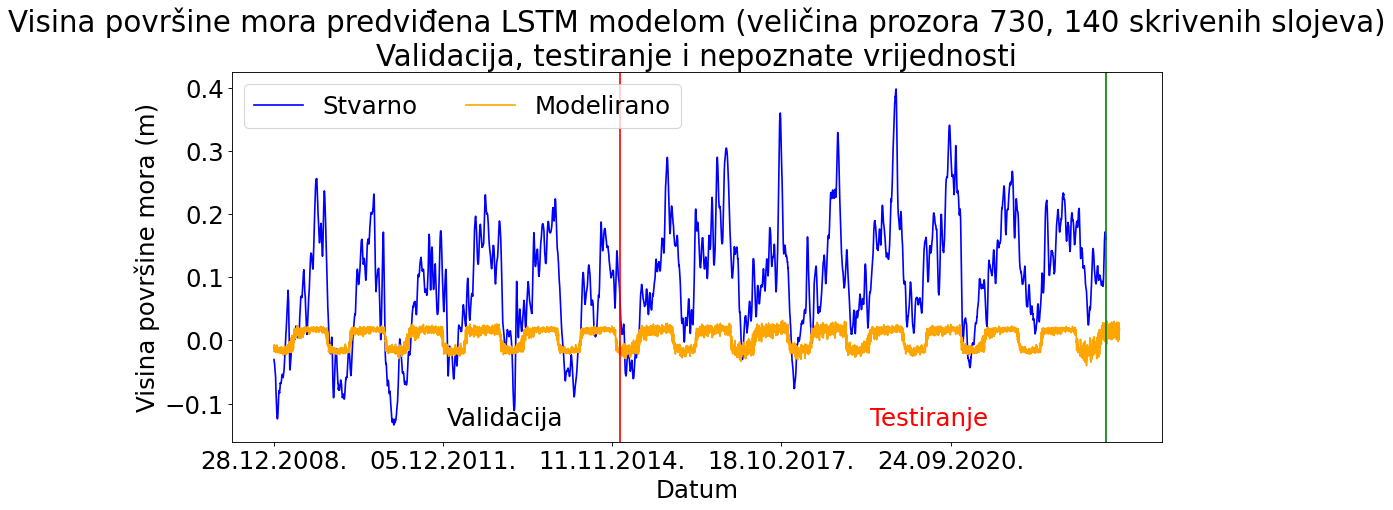 Visina površine mora predviđena LSTM modelom (veličina prozora 730, 140 skrivenih slojeva)
Validacija, testiranje i nepoznate vrijednosti
Stvarno Modelirano
Visina površine mora (m)
0.4
0.3
0.2
0.1
0.0
−0.1
Validacija Testiranje
28.12.2008. 05.12.2011. 11.11.2014. 18.10.2017. 24.09.2020.
Datum